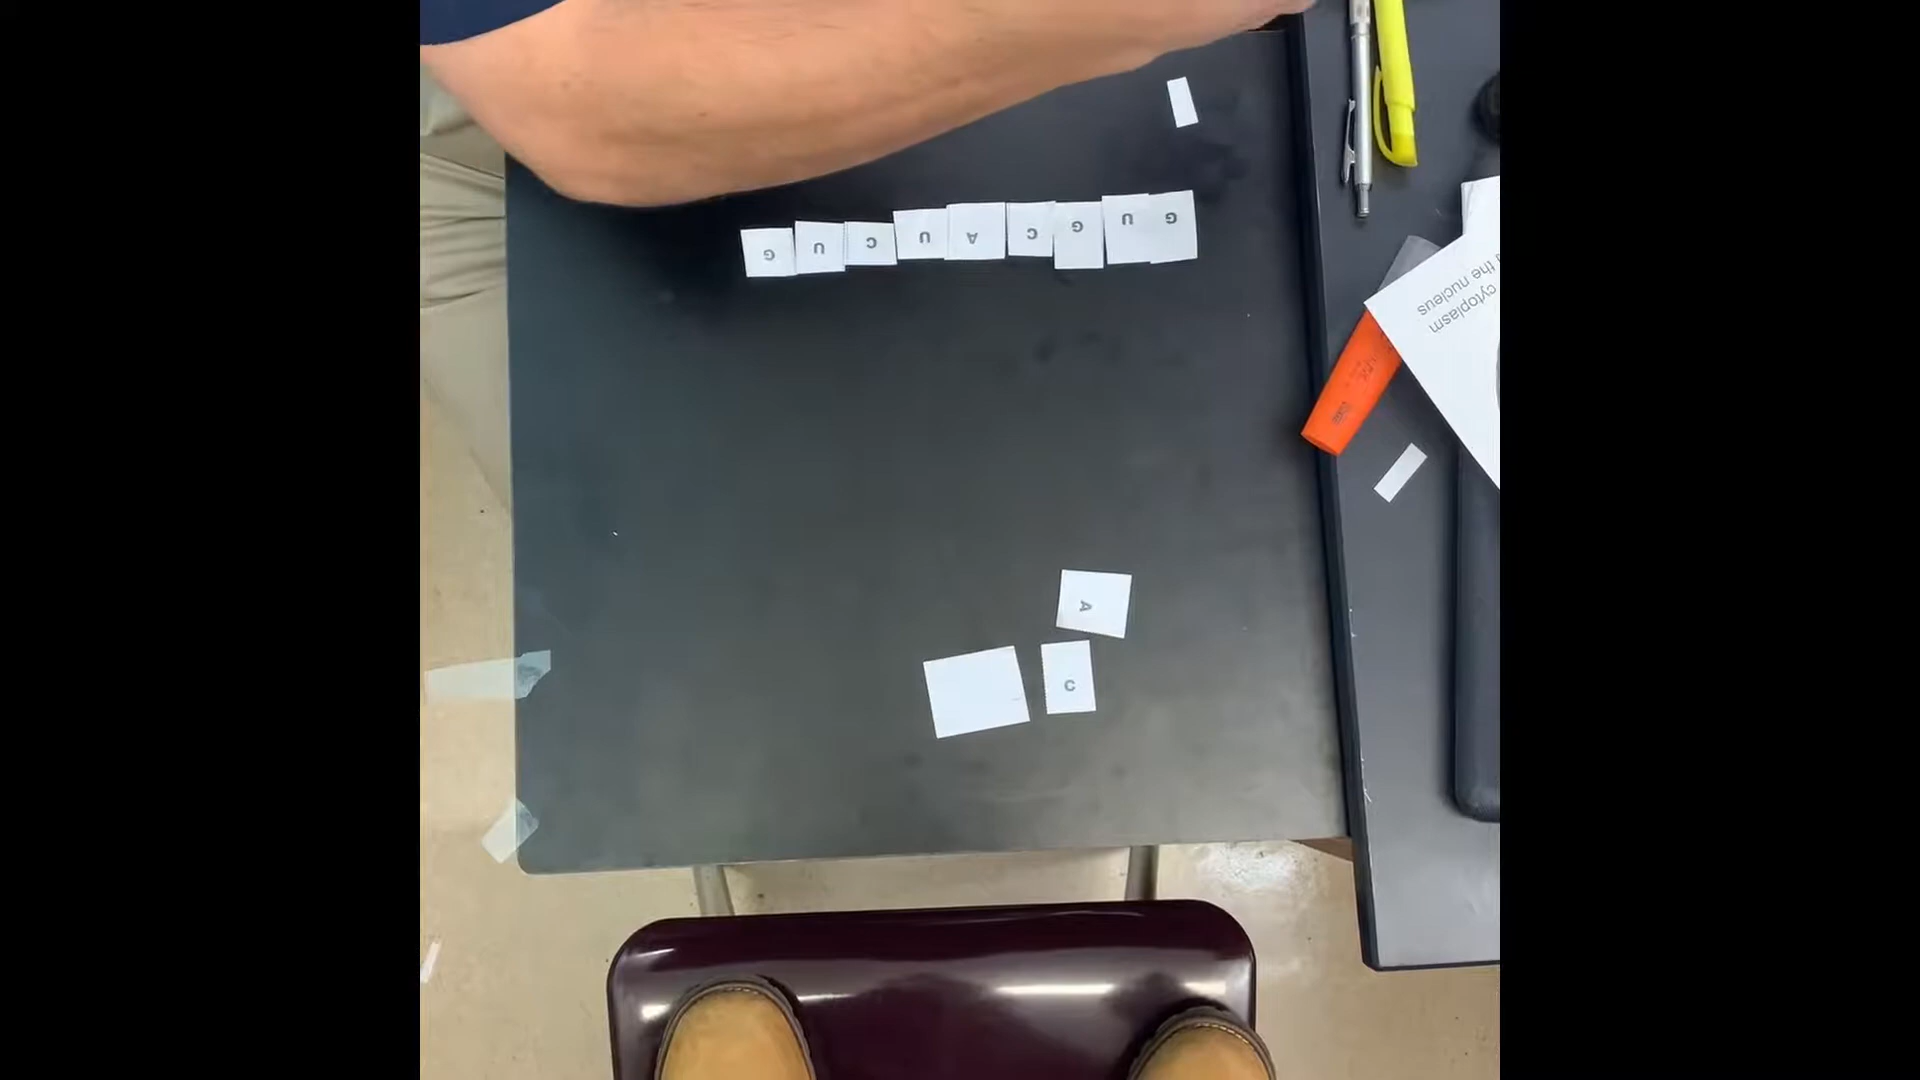 G U G C A U C U G
A
C
cytoplasm
the nucleus